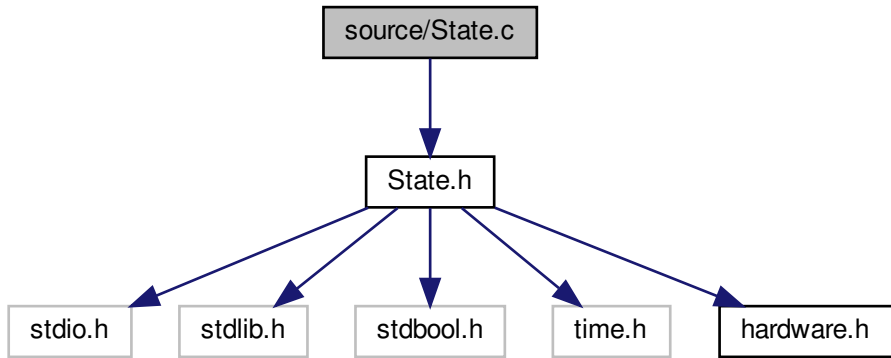 source/State.c
State.h
stdio.h
stdlib.h
stdbool.h
time.h
hardware.h